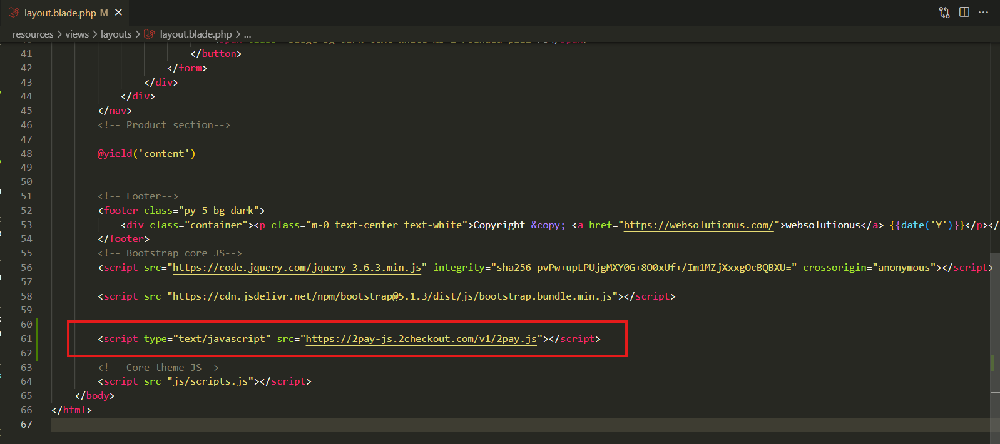 layout.blade.php M
resources > views > layouts > layout.blade.php > ...
41 </button>
42 </form>
43 </div>
44 </div>
45 </nav>
46 <!-- Product section-->
47
48 @yield('content')
49
50
51 <!-- Footer-->
52 <footer class="py-5 bg-dark">
53 <div class="container"><p class="m-0 text-center text-white">Copyright &copy; <a href="https://websolutionus.com/">websolutionus</a> {{date('Y')}}</p></
54 </footer>
55 <!-- Bootstrap core JS-->
56 <script src="https://code.jquery.com/jquery-3.6.3.min.js" integrity="sha256-pvPw+upLPUjgMXY0G+8O0xUf+/Im1MZjXxxgOcBQBXU=" crossorigin="anonymous"></script>
57
58 <script src="https://cdn.jsdelivr.net/npm/bootstrap@5.1.3/dist/js/bootstrap.bundle.min.js"></script>
59
60
61 <script type="text/javascript" src="https://2pay-js.2checkout.com/v1/2pay.js"></script>
62
63 <!-- Core theme JS-->
64 <script src="js/scripts.js"></script>
65 </body>
66 </html>
67